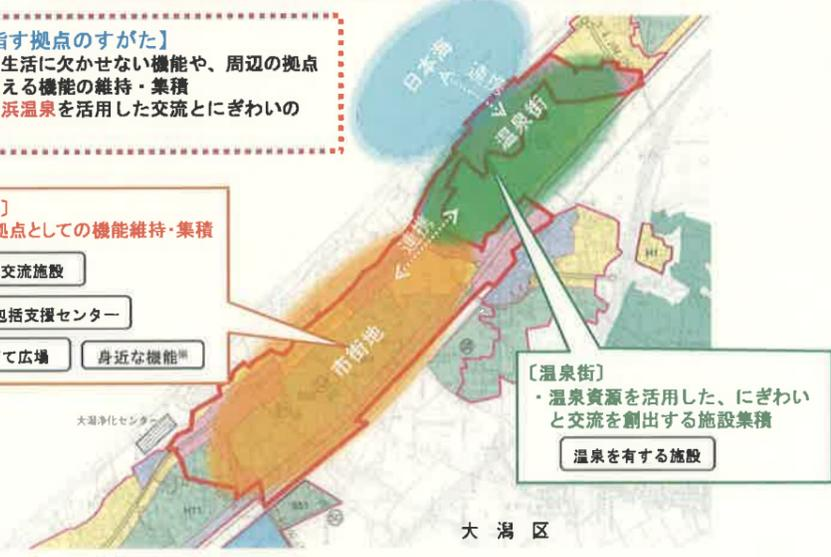 指す拠点のすがた】
生活に欠かせない機能や、周辺の拠点
える機能の維持・集積
浜温泉を活用した交流とにぎわいの
〕
拠点としての機能維持・集積
交流施設
包括支援センター
て広場
身近な機能※
日本海
連携
温泉街
連携
市街地
大潟浄化センター
〔温泉街〕
・温泉資源を活用した、にぎわい
と交流を創出する施設集積
温泉を有する施設
大潟区